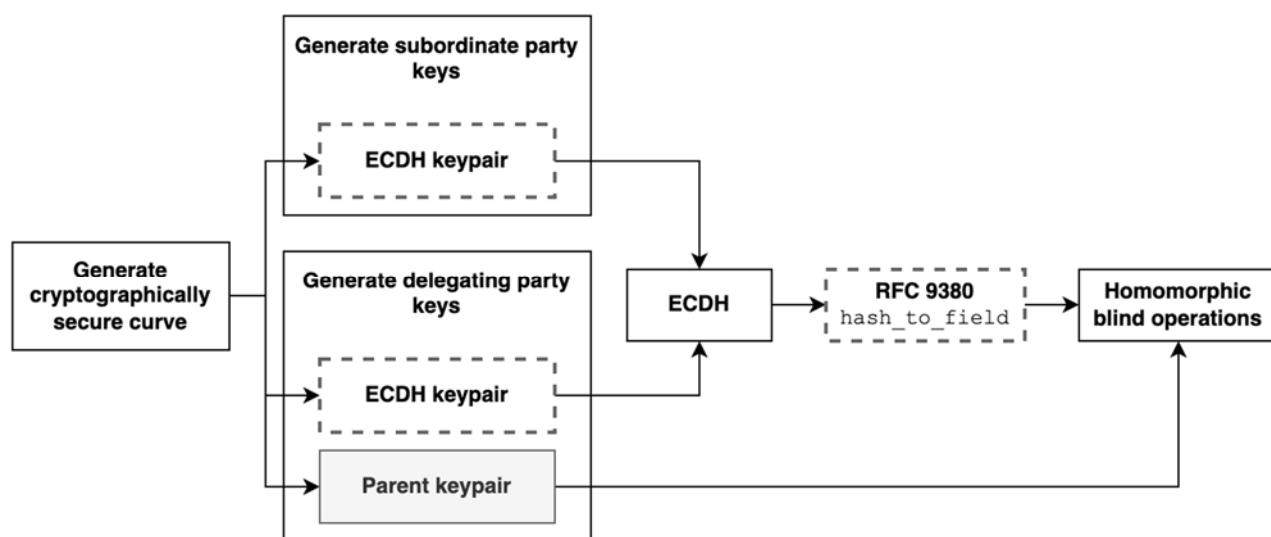 Generate subordinate party
keys
ECDH keypair
Generate
cryptographically
secure curve
Generate delegating party
keys
ECDH keypair
Parent keypair
ECDH
RFC 9380
hash_to_field
Homomorphic
blind operations